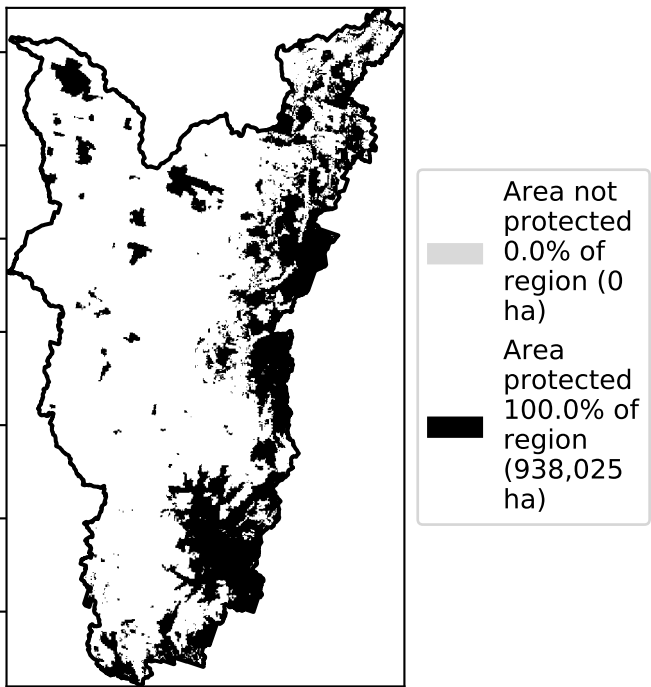 Area not
protected
0.0% of
region (0
ha)
Area
protected
100.0% of
region
(938,025
ha)